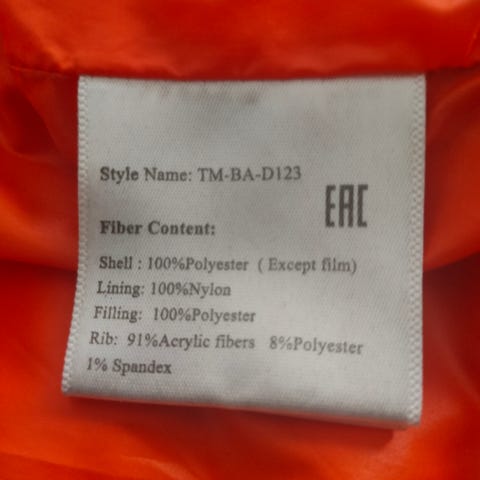 Style Name: TM-BA-D123
EAC
Fiber Content:
Shell : 100%Polyester ( Except film)
Lining: 100%Nylon
Filling: 100%Polyester
Rib: 91%Acrylic fibers 8%Polyester
1% Spandex